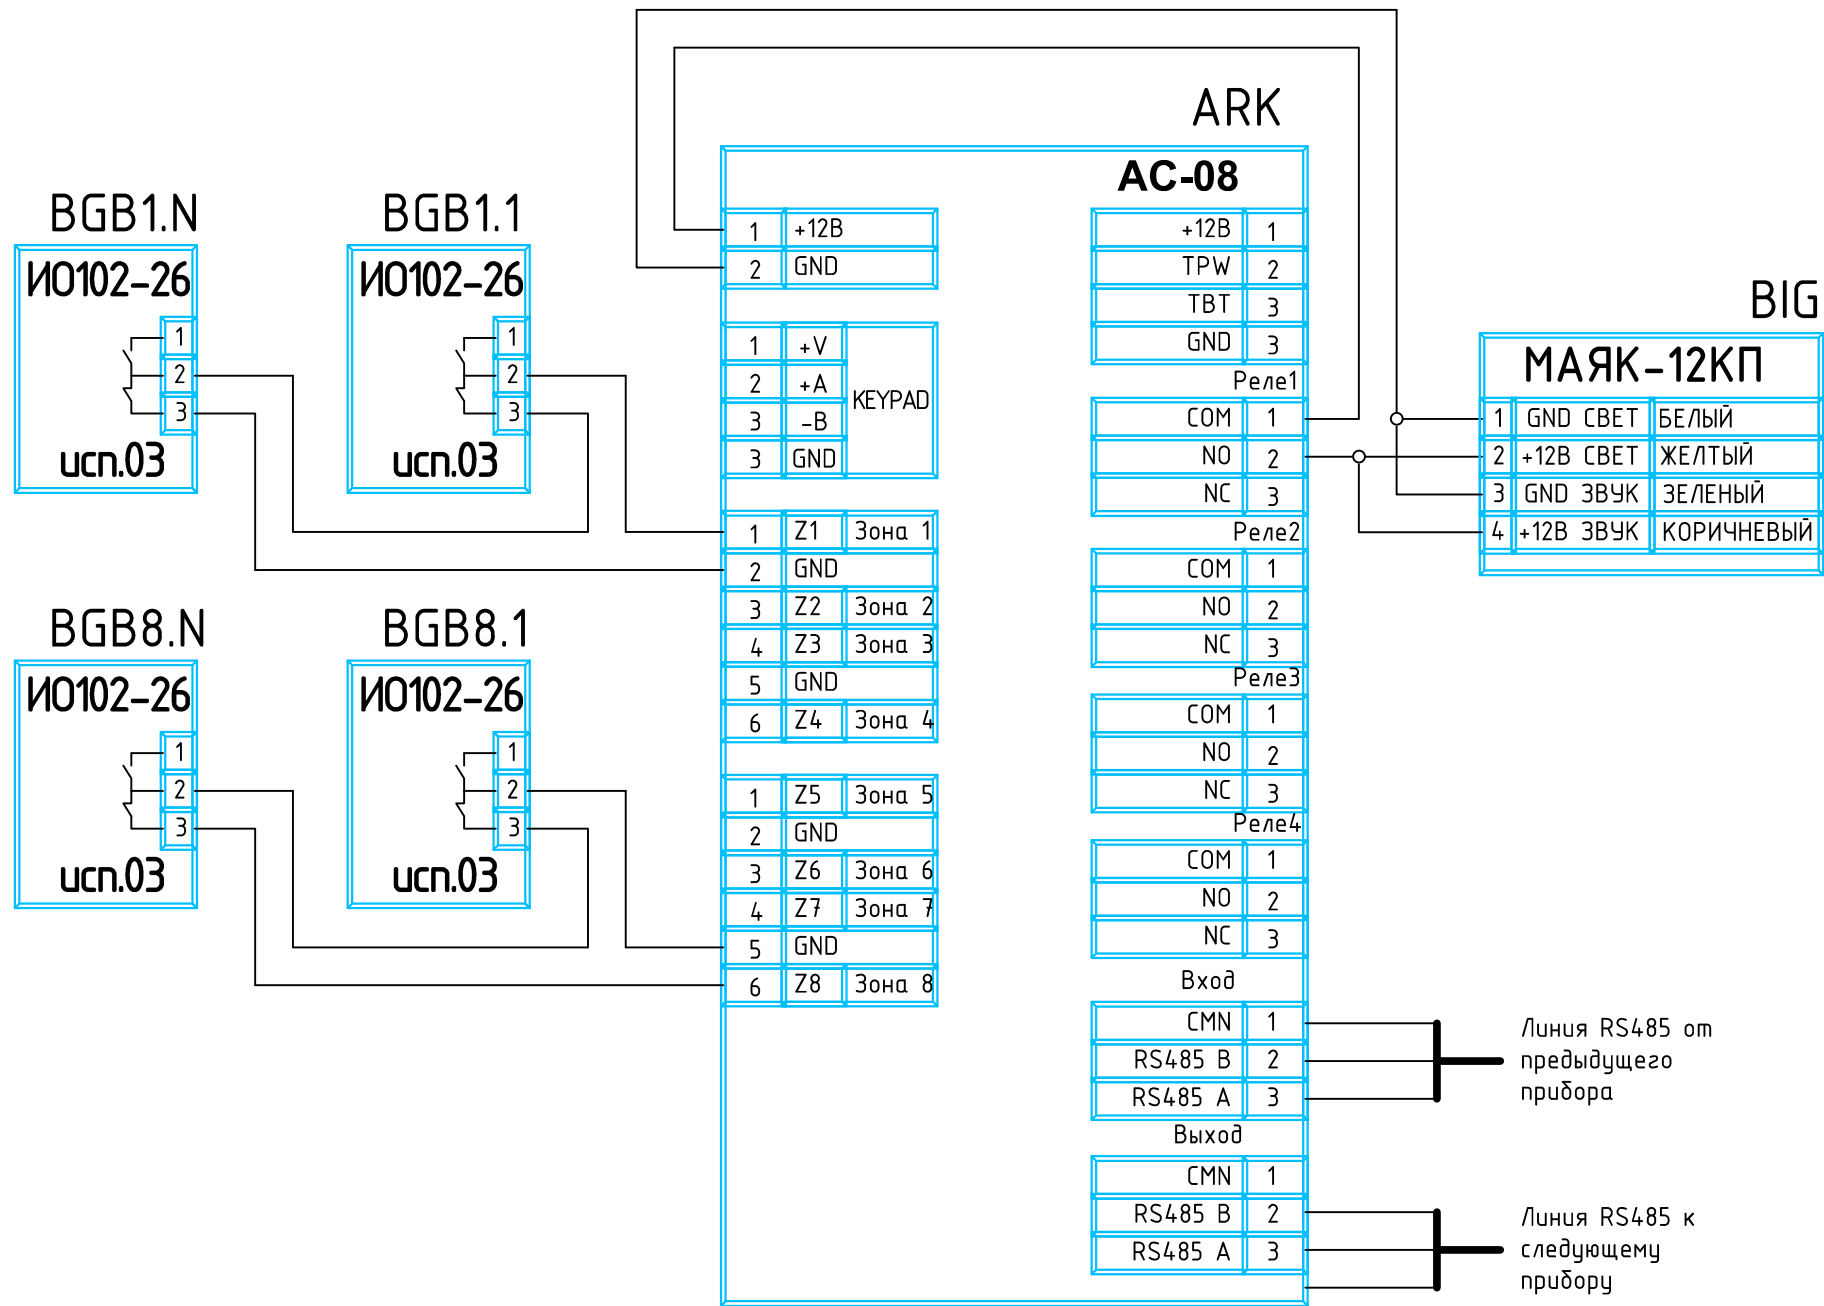 ARK
AC-08
BGB1.N
ИО102-26
1
2
3
исп.03
BGB1.1
ИО102-26
1
2
3
исп.03
BGB8.N
ИО102-26
1
2
3
исп.03
BGB8.1
ИО102-26
1
2
3
исп.03
1 +12В
2 GND
1 +V
2 +A
3 -B
3 GND
KEYPAD
1 Z1 Зона 1
2 GND
3 Z2 Зона 2
4 Z3 Зона 3
5 GND
6 Z4 Зона 4
1 Z5 Зона 5
2 GND
3 Z6 Зона 6
4 Z7 Зона 7
5 GND
6 Z8 Зона 8
+12В 1
TPW 2
TBT 3
GND 3
Реле1
COM 1
NO 2
NC 3
Реле2
COM 1
NO 2
NC 3
Реле3
COM 1
NO 2
NC 3
Реле4
COM 1
NO 2
NC 3
Вход
CMN 1
RS485 B 2
RS485 A 3
Выход
CMN 1
RS485 B 2
RS485 A 3
BIG
МАЯК-12КП
1 GND СВЕТ БЕЛЫЙ
2 +12В СВЕТ ЖЕЛТЫЙ
3 GND ЗВУК ЗЕЛЕНЫЙ
4 +12В ЗВУК КОРИЧНЕВЫЙ
Линия RS485 от
предыдущего
прибора
Линия RS485 к
следующему
прибору